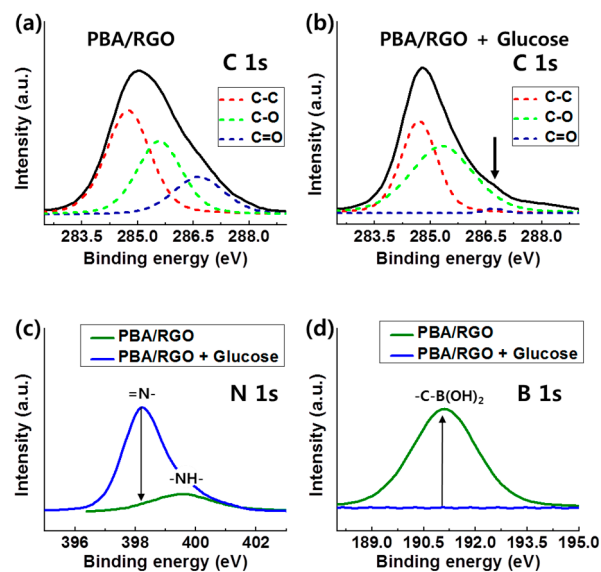 (a)
PBA/RGO
C 1s
C-C
C-O
C=O
Intensity (a.u.)
283.5 285.0 286.5 288.0
Binding energy (eV)
(b)
PBA/RGO + Glucose
C 1s
C-C
C-O
C=O
Intensity (a.u.)
283.5 285.0 286.5 288.0
Binding energy (eV)
(c)
PBA/RGO
PBA/RGO + Glucose
N 1s
=N-
-NH-
Intensity (a.u.)
396 398 400 402
Binding energy (eV)
(d)
PBA/RGO
PBA/RGO + Glucose
B 1s
-C-B(OH)₂
Intensity (a.u.)
189.0 190.5 192.0 193.5 195.0
Binding energy (eV)